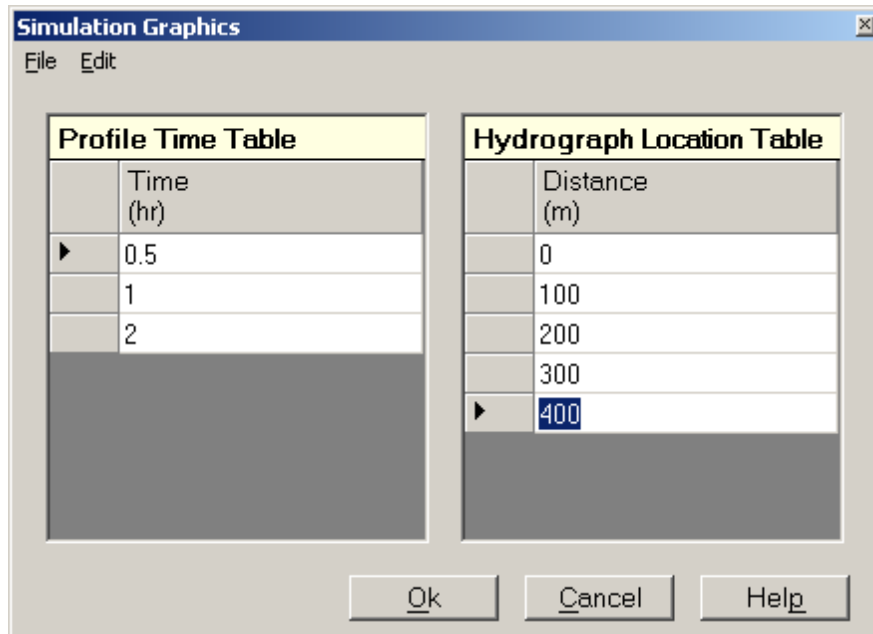 Simulation Graphics
File Edit
Profile Time Table
Time
(hr)
0.5
1
2
Hydrograph Location Table
Distance
(m)
0
100
200
300
400
Ok Cancel Help